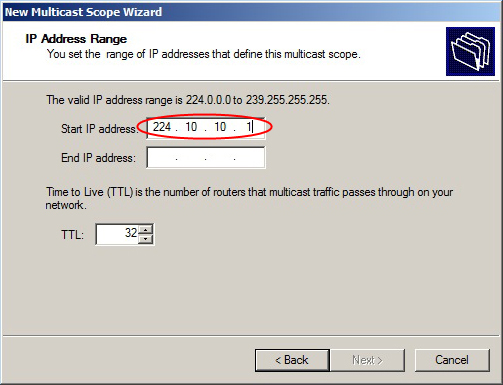 New Multicast Scope Wizard
IP Address Range
You set the range of IP addresses that define this multicast scope.
The valid IP address range is 224.0.0.0 to 239.255.255.255.
Start IP address: 224 . 10 . 10 . 1
End IP address: . . .
Time to Live (TTL) is the number of routers that multicast traffic passes through on your
network.
TTL: 32
< Back Next > Cancel